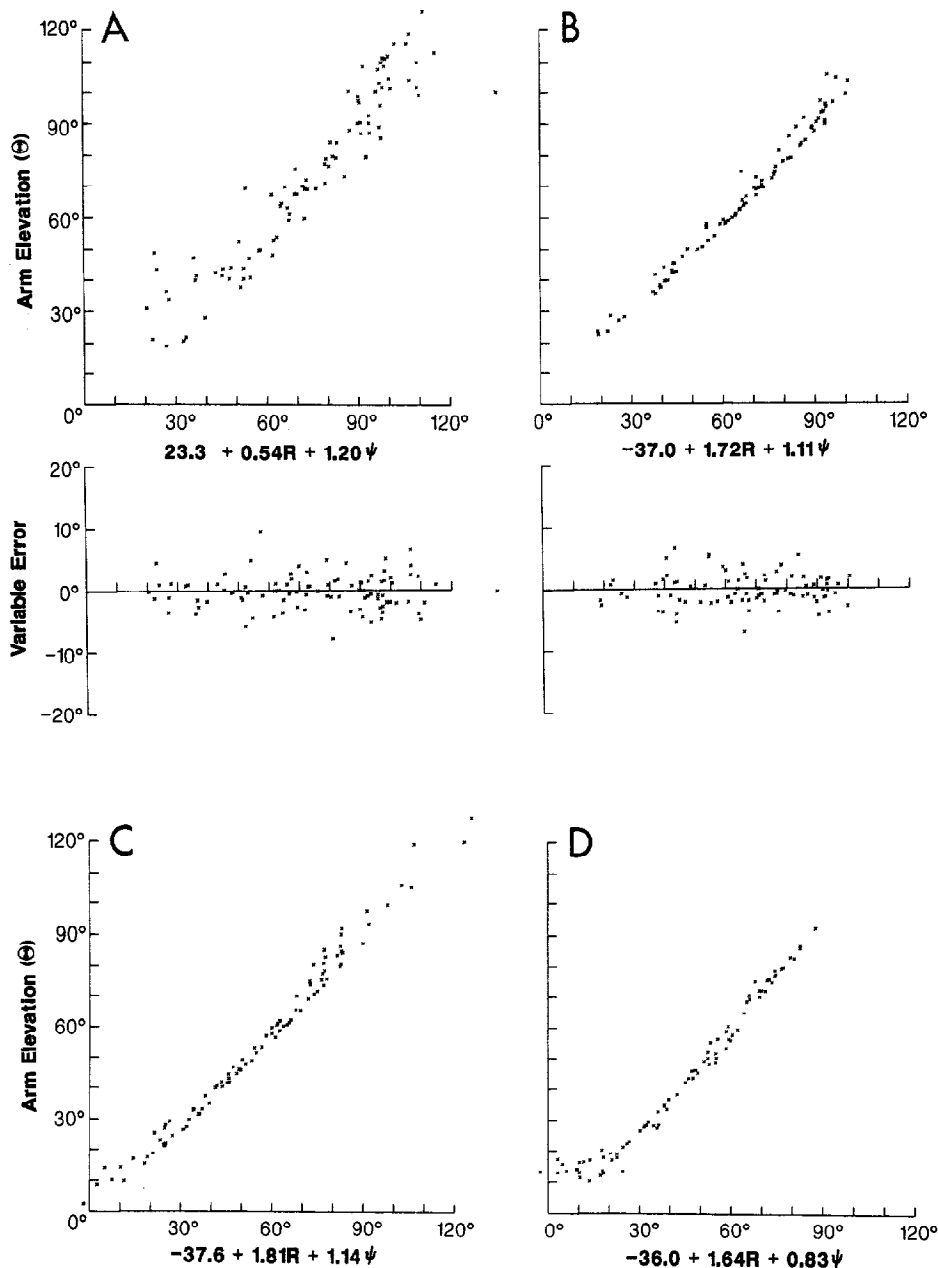 A
120°
90°
60°
30°
0°
Arm Elevation (Θ)
30° 60° 90° 120°
23.3 + 0.54R + 1.20ψ
B
0° 30° 60° 90° 120°
-37.0 + 1.72R + 1.11ψ
20°
10°
0°
-10°
-20°
Variable Error
C
120°
90°
60°
30°
0°
Arm Elevation (Θ)
30° 60° 90° 120°
-37.6 + 1.81R + 1.14ψ
D
0° 30° 60° 90° 120°
-36.0 + 1.64R + 0.83ψ